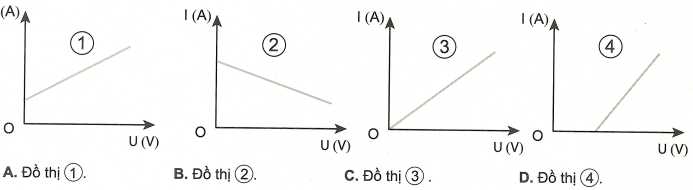 (A)
①
O
U (V)
I (A)
②
O
U (V)
I (A)
③
O
U (V)
I (A)
④
O
U (V)
A. Đồ thị ①.
B. Đồ thị ②.
C. Đồ thị ③ .
D. Đồ thị ④.